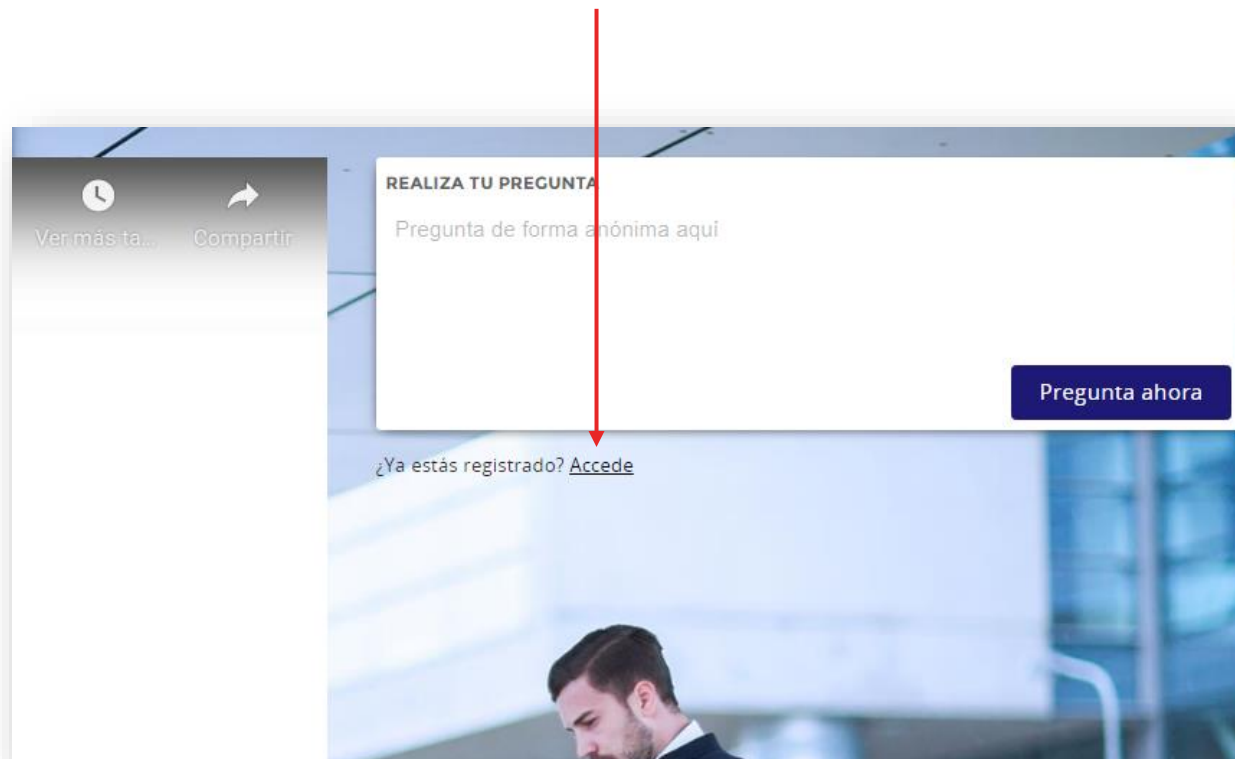 REALIZA TU PREGUNTA
Ver más ta... Compartir
Pregunta de forma anónima aquí
Pregunta ahora
¿Ya estás registrado? Accede